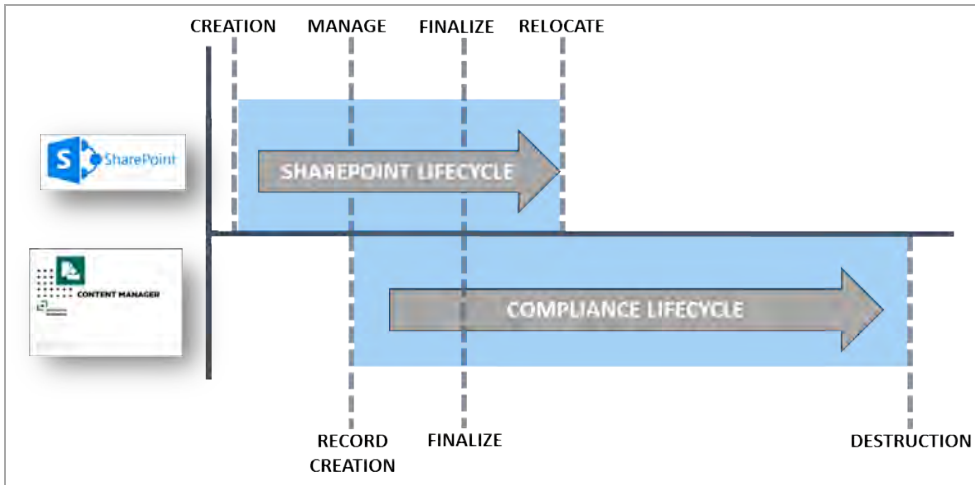 CREATION MANAGE FINALIZE RELOCATE
S SharePoint
SHAREPOINT LIFECYCLE
CONTENT MANAGER
COMPLIANCE LIFECYCLE
RECORD CREATION
FINALIZE
DESTRUCTION